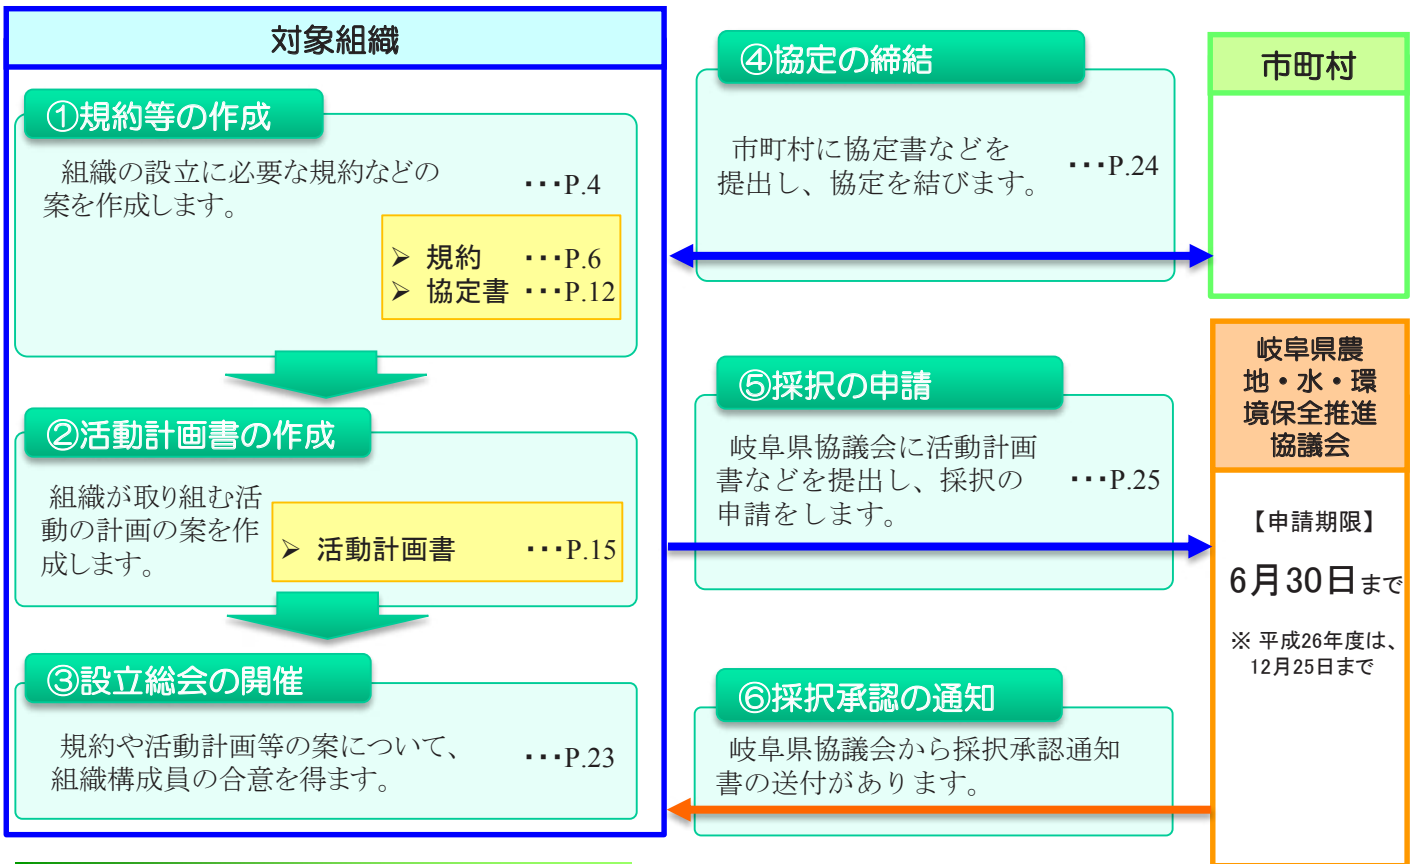 対象組織
①規約等の作成
組織の設立に必要な規約などの
案を作成します。
・・・P.4
➢ 規約 ・・・P.6
➢ 協定書 ・・・P.12
②活動計画書の作成
組織が取り組む活
動の計画の案を作
成します。
➢ 活動計画書 ・・・P.15
③設立総会の開催
規約や活動計画等の案について、
組織構成員の合意を得ます。
・・・P.23
④協定の締結
市町村に協定書などを
提出し、協定を結びます。
・・・P.24
⑤採択の申請
岐阜県協議会に活動計画
書などを提出し、採択の
申請をします。
・・・P.25
⑥採択承認の通知
岐阜県協議会から採択承認通知
書の送付があります。
市町村
岐阜県農
地・水・環
境保全推進
協議会
【申請期限】
6月30日まで
※ 平成26年度は、
12月25日まで